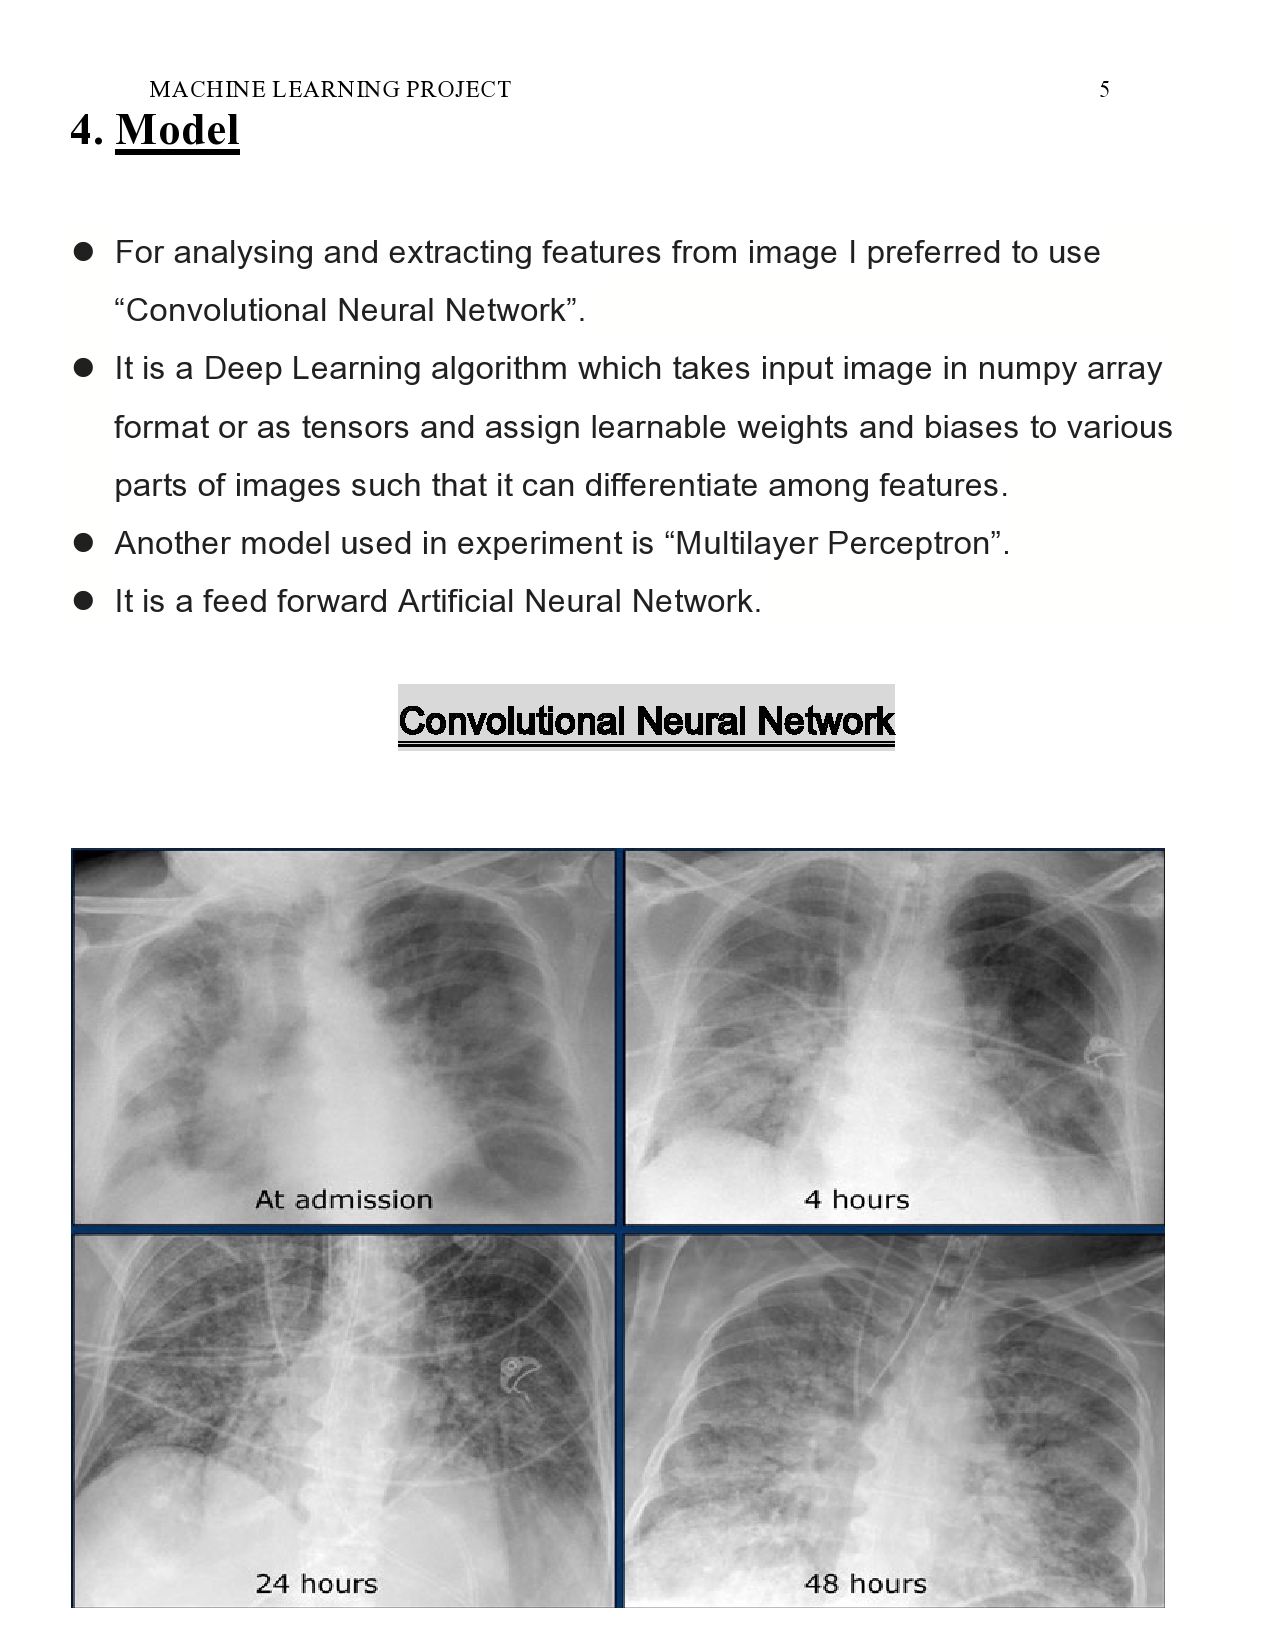 MACHINE LEARNING PROJECT 5
4. Model
● For analysing and extracting features from image I preferred to use
“Convolutional Neural Network”.
● It is a Deep Learning algorithm which takes input image in numpy array
format or as tensors and assign learnable weights and biases to various
parts of images such that it can differentiate among features.
● Another model used in experiment is “Multilayer Perceptron”.
● It is a feed forward Artificial Neural Network.
Convolutional Neural Network
At admission
4 hours
24 hours
48 hours